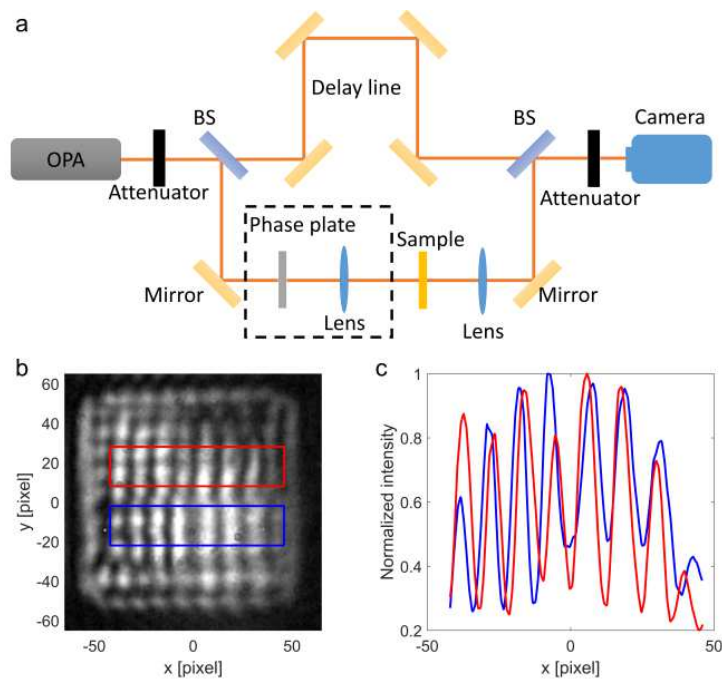 a
Delay line
BS
BS
Camera
OPA
Attenuator
Attenuator
Phase plate
Sample
Mirror
Lens
Lens
Mirror
b
60
40
20
0
-20
-40
-60
y [pixel]
-50
0
50
x [pixel]
c
1
0.8
0.6
0.4
0.2
Normalized intensity
-50
0
50
x [pixel]